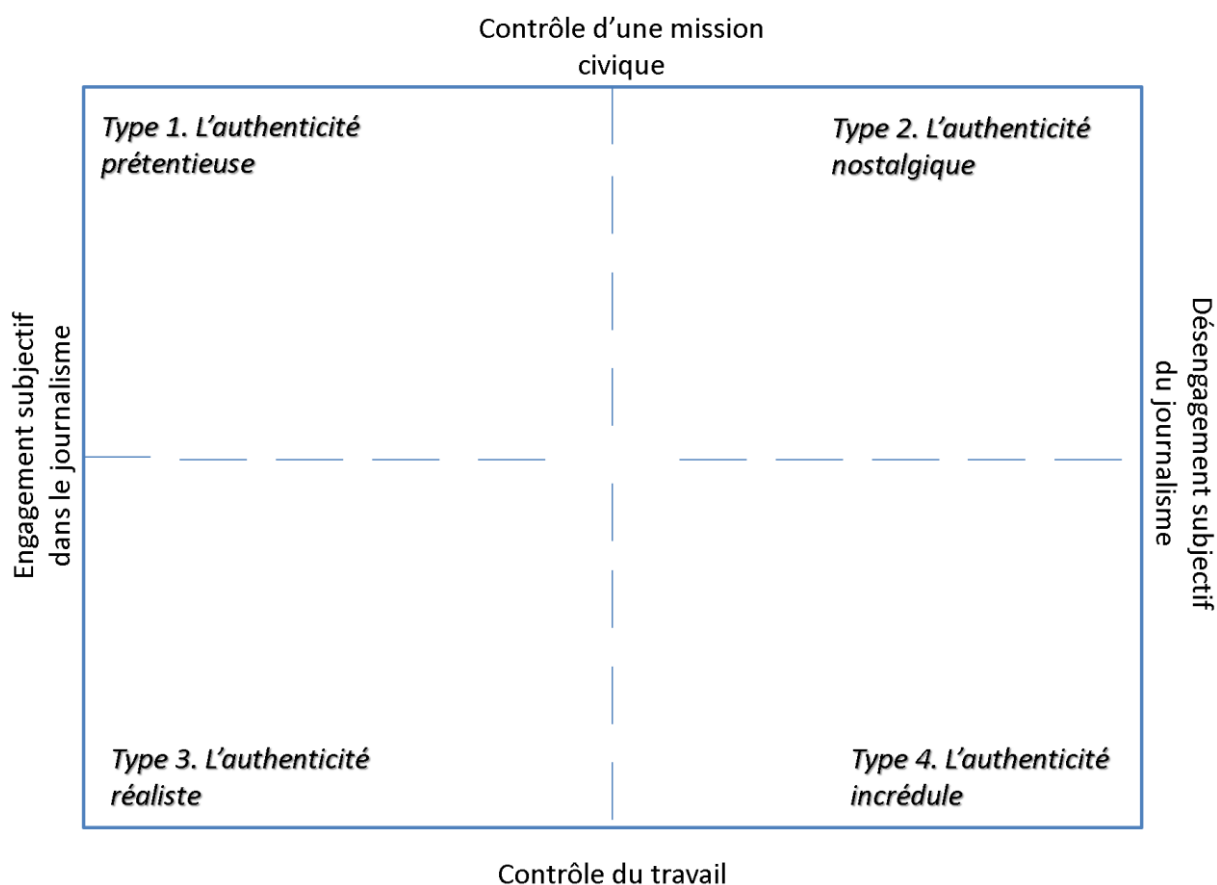 Contrôle d’une mission
civique
Type 1. L’authenticité
prétentieuse
Type 2. L’authenticité
nostalgique
Engagement subjectif
dans le journalisme
Désengagement subjectif
du journalisme
Type 3. L’authenticité
réaliste
Type 4. L’authenticité
incrédule
Contrôle du travail